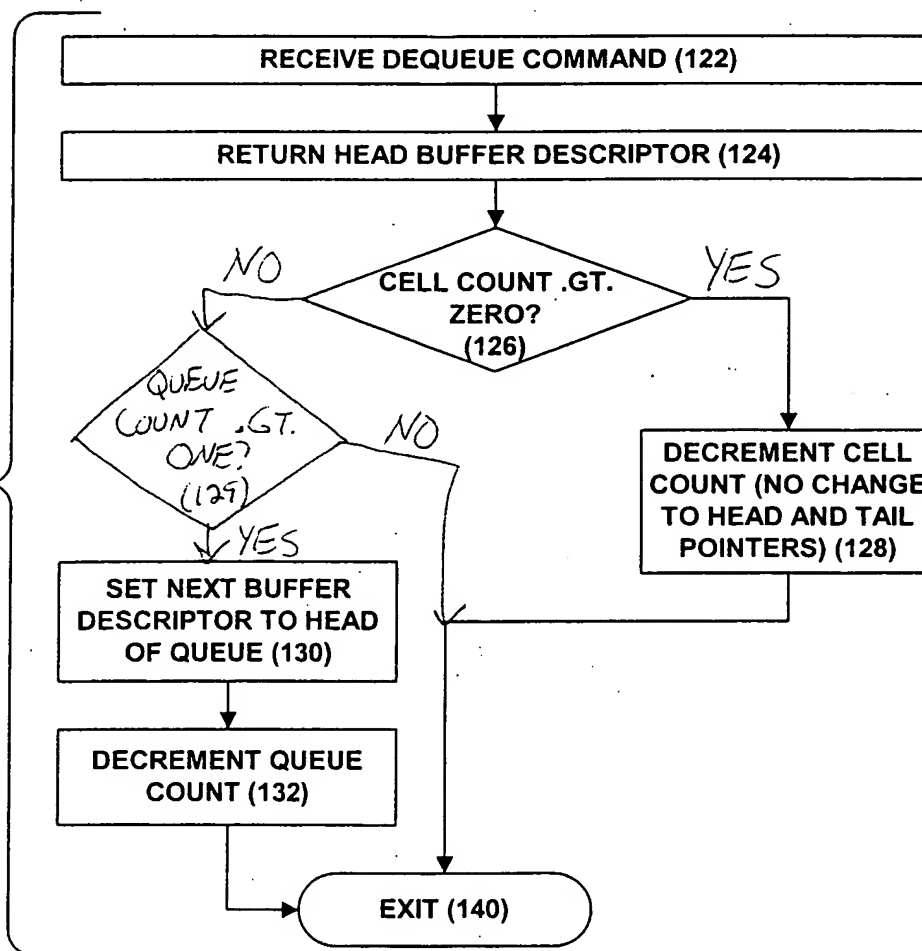 RECEIVE DEQUEUE COMMAND (122)
RETURN HEAD BUFFER DESCRIPTOR (124)
NO
CELL COUNT .GT.
ZERO?
(126)
YES
QUEUE
COUNT .GT.
ONE?
(129)
NO
YES
DECREMENT CELL
COUNT (NO CHANGE
TO HEAD AND TAIL
POINTERS) (128)
SET NEXT BUFFER
DESCRIPTOR TO HEAD
OF QUEUE (130)
DECREMENT QUEUE
COUNT (132)
EXIT (140)